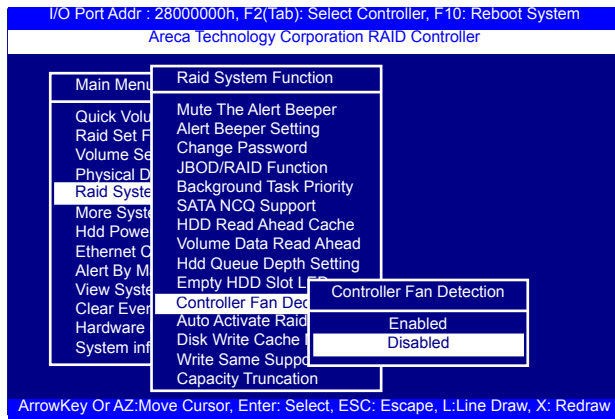 I/O Port Addr : 28000000h, F2(Tab): Select Controller, F10: Reboot System
Areca Technology Corporation RAID Controller
Main Menu
Quick Volu
Raid Set F
Volume Se
Physical D
Raid Syste
More Syste
Hdd Powe
Ethernet C
Alert By M
View Syste
Clear Even
Hardware
System inf
Raid System Function
Mute The Alert Beeper
Alert Beeper Setting
Change Password
JBOD/RAID Function
Background Task Priority
SATA NCQ Support
HDD Read Ahead Cache
Volume Data Read Ahead
Hdd Queue Depth Setting
Empty HDD Slot LED
Controller Fan Dec
Auto Activate Raid
Disk Write Cache
Write Same Suppo
Capacity Truncation
Controller Fan Detection
Enabled
Disabled
ArrowKey Or AZ:Move Cursor, Enter: Select, ESC: Escape, L:Line Draw, X: Redraw